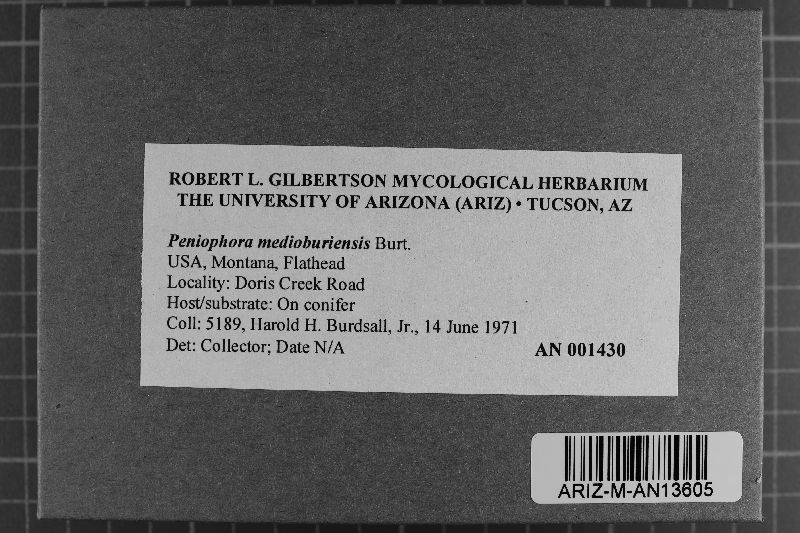 ROBERT L. GILBERTSON MYCOLOGICAL HERBARIUM
THE UNIVERSITY OF ARIZONA (ARIZ) • TUCSON, AZ
Peniophora medioburiensis Burt.
USA, Montana, Flathead
Locality: Doris Creek Road
Host/substrate: On conifer
Coll: 5189, Harold H. Burdsall, Jr., 14 June 1971
Det: Collector; Date N/A
AN 001430
ARIZ-M-AN13605